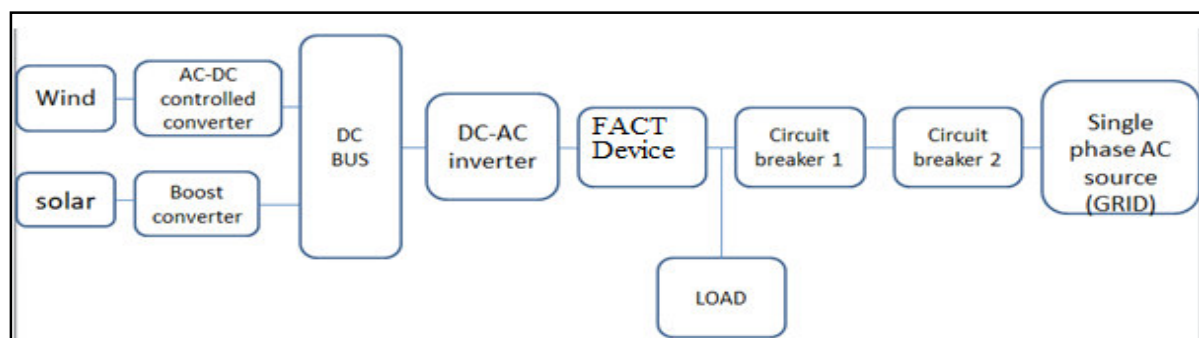 Wind
AC-DC
controlled
converter
solar
Boost
converter
DC
BUS
DC-AC
inverter
FACT
Device
LOAD
Circuit
breaker 1
Circuit
breaker 2
Single
phase AC
source
(GRID)